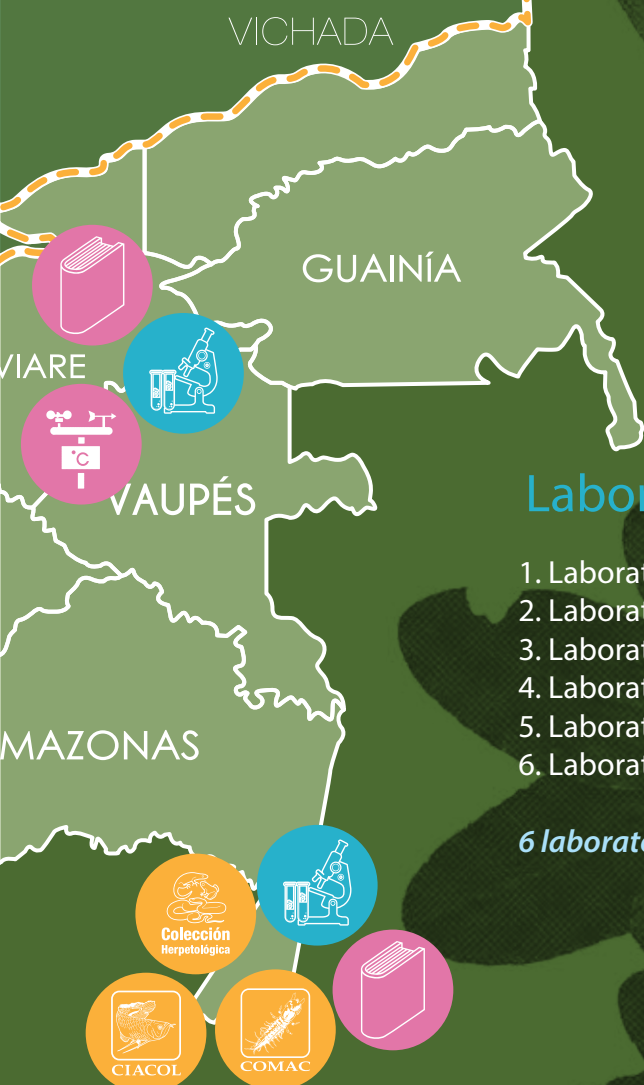 VICHADA
GUAINÍA
VIARE
°C
VAUPÉS
MAZONAS
Colección
Herpetológica
CIACOL
COMAC
Labor
1. Laborat
2. Laborat
3. Laborat
4. Laborat
5. Laborat
6. Laborat
6 laborato